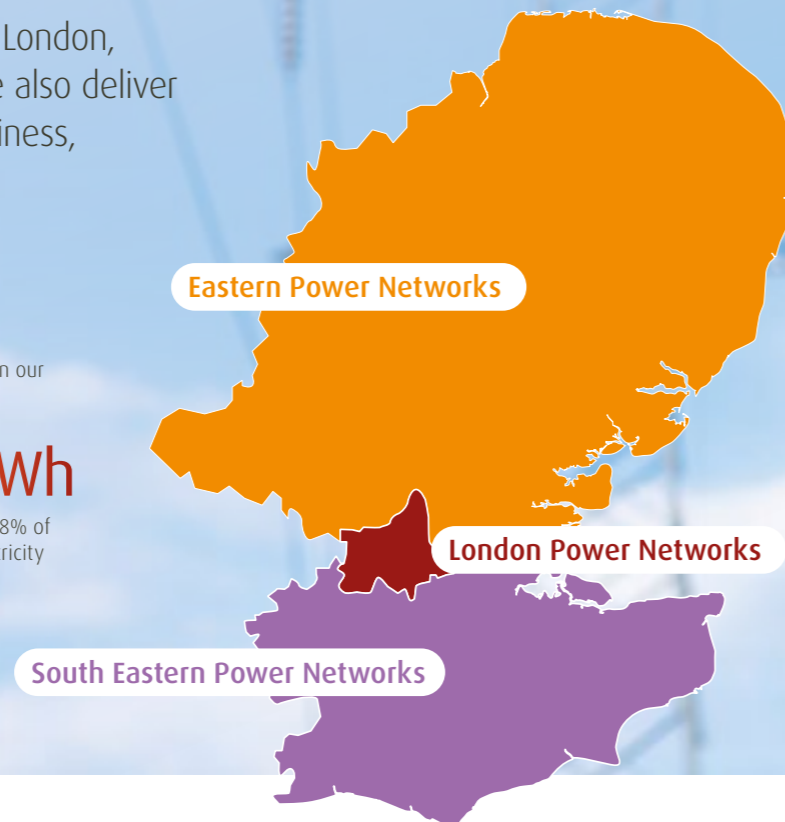 London,
also deliver
iness,
Eastern Power Networks
n our
Wh
8% of
ricity
London Power Networks
South Eastern Power Networks